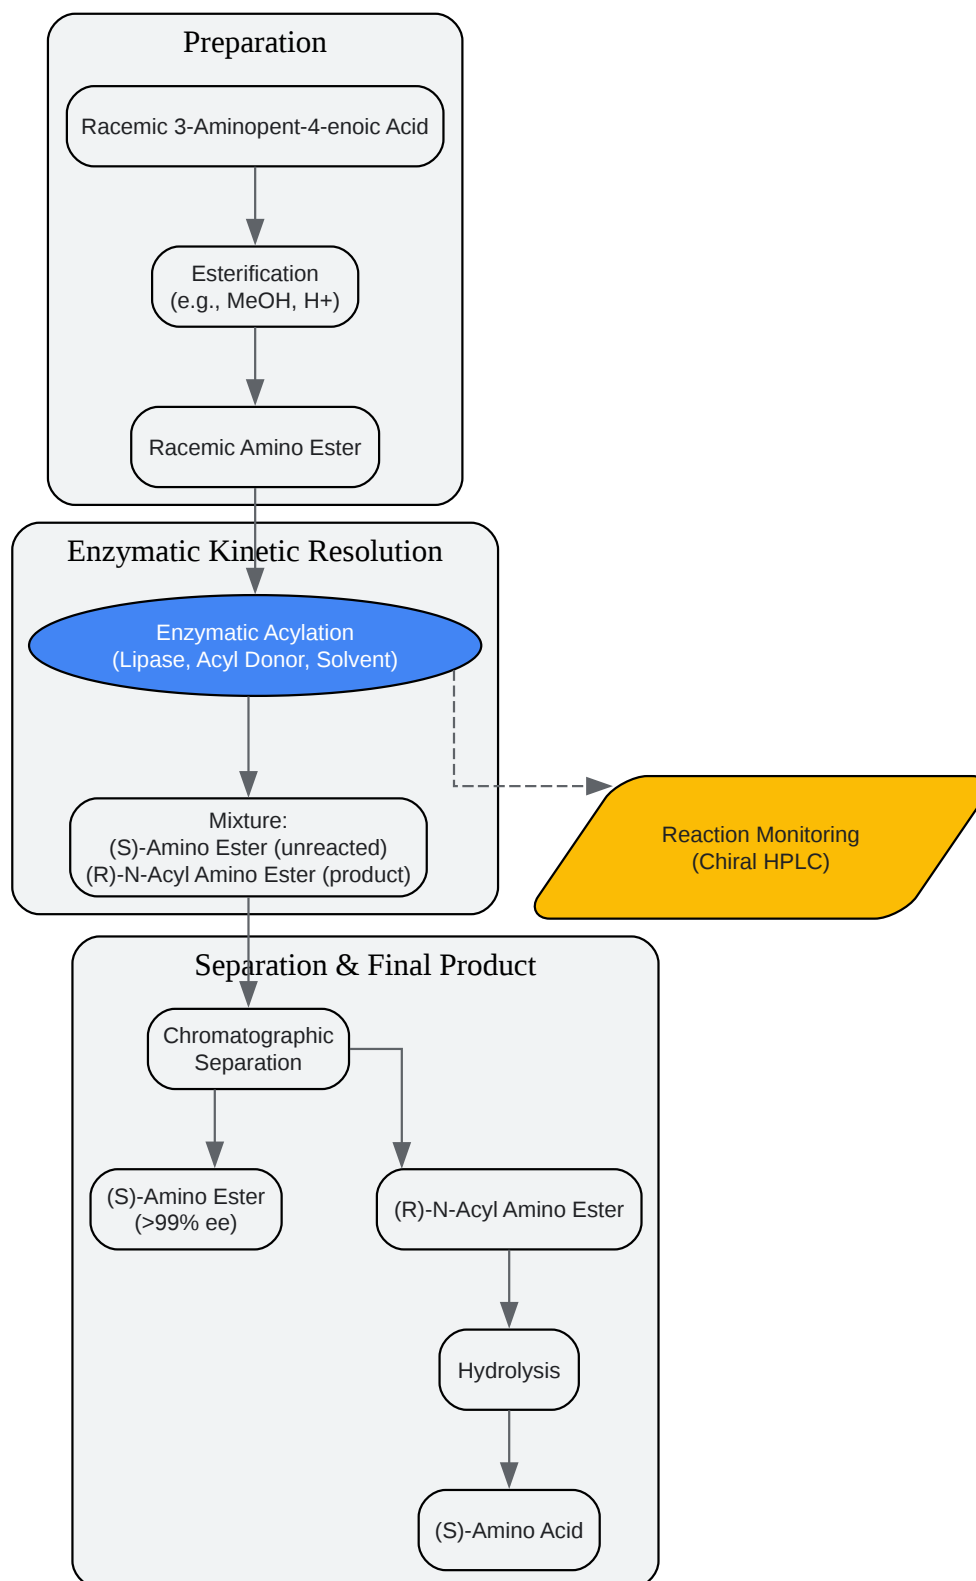 Preparation
Racemic 3-Aminopent-4-enoic Acid
Esterification
(e.g., MeOH, H+)
Racemic Amino Ester
Enzymatic Kinetic Resolution
Enzymatic Acylation
(Lipase, Acyl Donor, Solvent)
Mixture:
(S)-Amino Ester (unreacted)
(R)-N-Acyl Amino Ester (product)
Reaction Monitoring
(Chiral HPLC)
Separation & Final Product
Chromatographic
Separation
(S)-Amino Ester
(>99% ee)
(R)-N-Acyl Amino Ester
Hydrolysis
(S)-Amino Acid